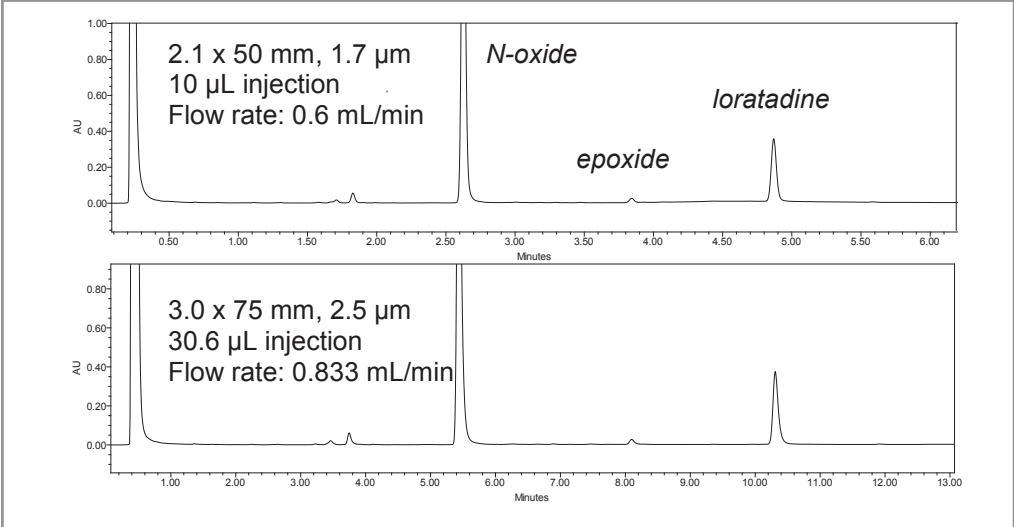 1.00
0.80
0.60
0.40
0.20
0.00
AU
2.1 x 50 mm, 1.7 µm
10 µL injection
Flow rate: 0.6 mL/min
N-oxide
epoxide
loratadine
0.50 1.00 1.50 2.00 2.50 3.00 3.50 4.00 4.50 5.00 5.50 6.00
Minutes
0.80
0.60
0.40
0.20
0.00
AU
3.0 x 75 mm, 2.5 µm
30.6 µL injection
Flow rate: 0.833 mL/min
1.00 2.00 3.00 4.00 5.00 6.00 7.00 8.00 9.00 10.00 11.00 12.00 13.00
Minutes